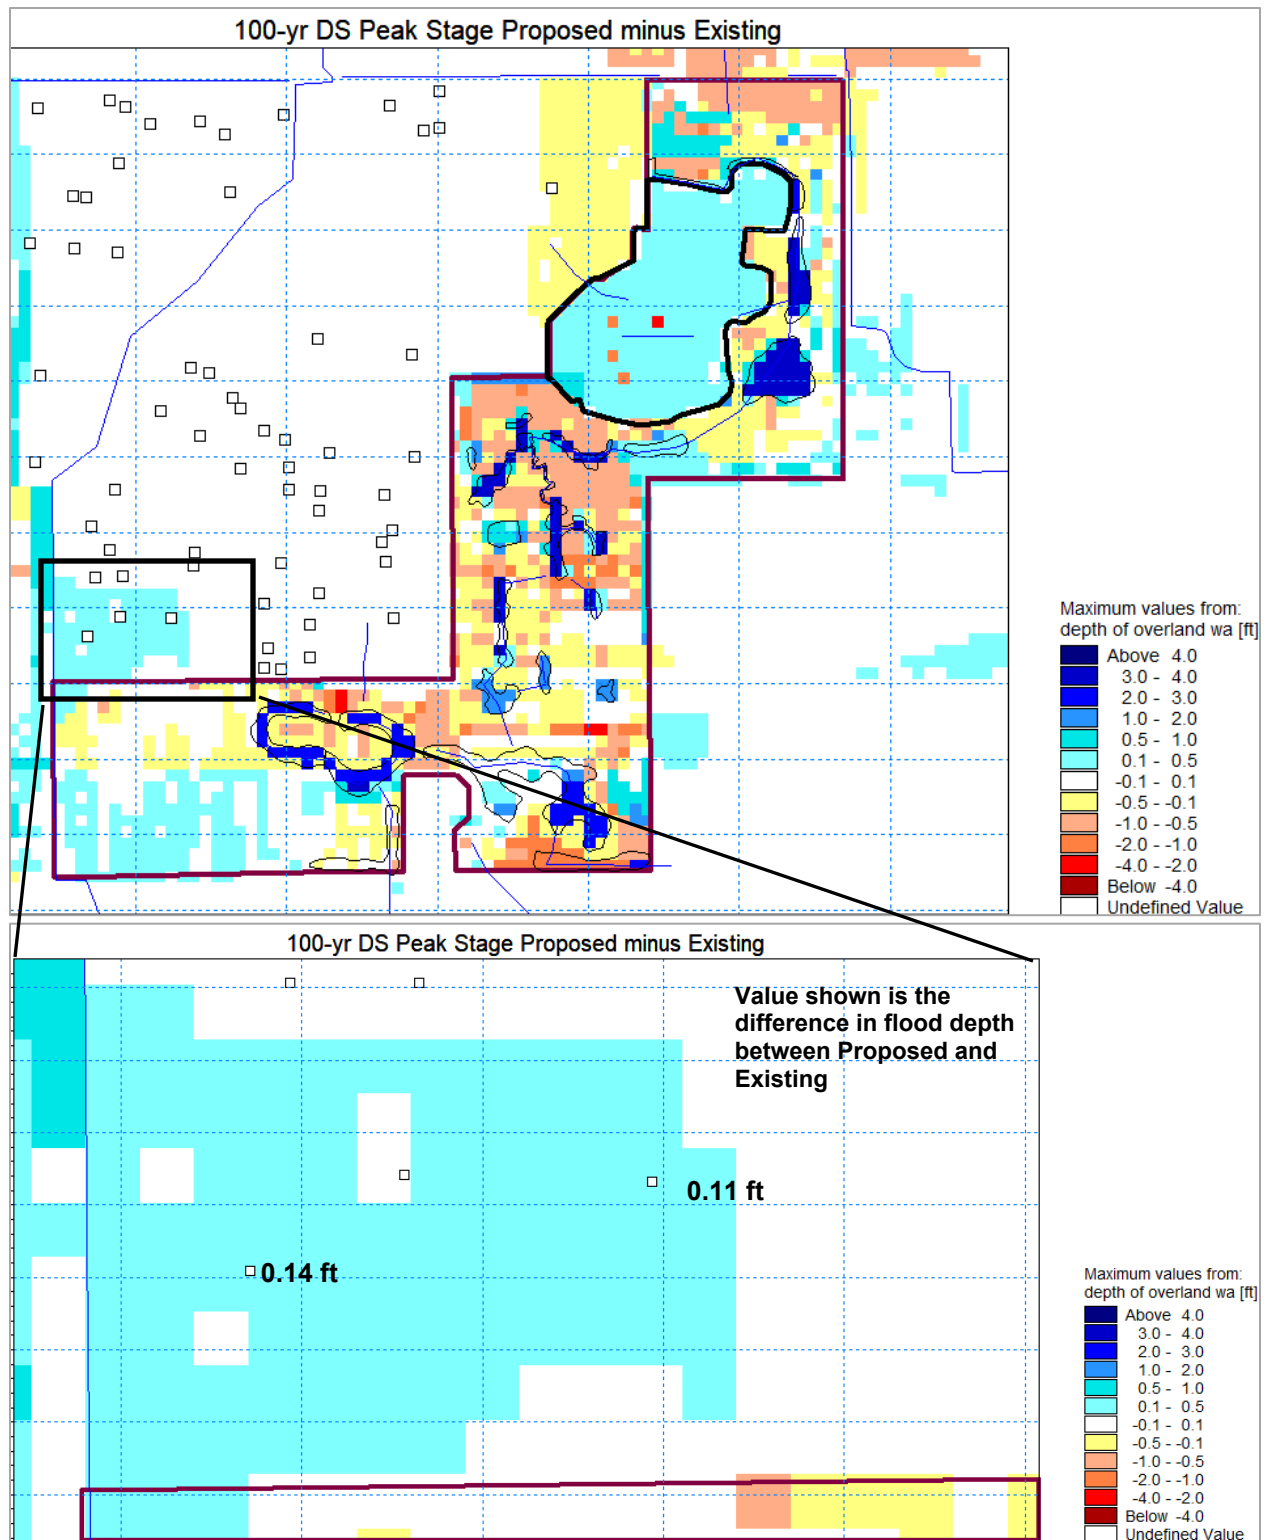 100-yr DS Peak Stage Proposed minus Existing
Maximum values from:
depth of overland wa [ft]
Above 4.0
3.0 - 4.0
2.0 - 3.0
1.0 - 2.0
0.5 - 1.0
0.1 - 0.5
-0.1 - 0.1
-0.5 - -0.1
-1.0 - -0.5
-2.0 - -1.0
-4.0 - -2.0
Below -4.0
Undefined Value
100-yr DS Peak Stage Proposed minus Existing
Value shown is the
difference in flood depth
between Proposed and
Existing
0.11 ft
0.14 ft
Maximum values from:
depth of overland wa [ft]
Above 4.0
3.0 - 4.0
2.0 - 3.0
1.0 - 2.0
0.5 - 1.0
0.1 - 0.5
-0.1 - 0.1
-0.5 - -0.1
-1.0 - -0.5
-2.0 - -1.0
-4.0 - -2.0
Below -4.0
Undefined Value